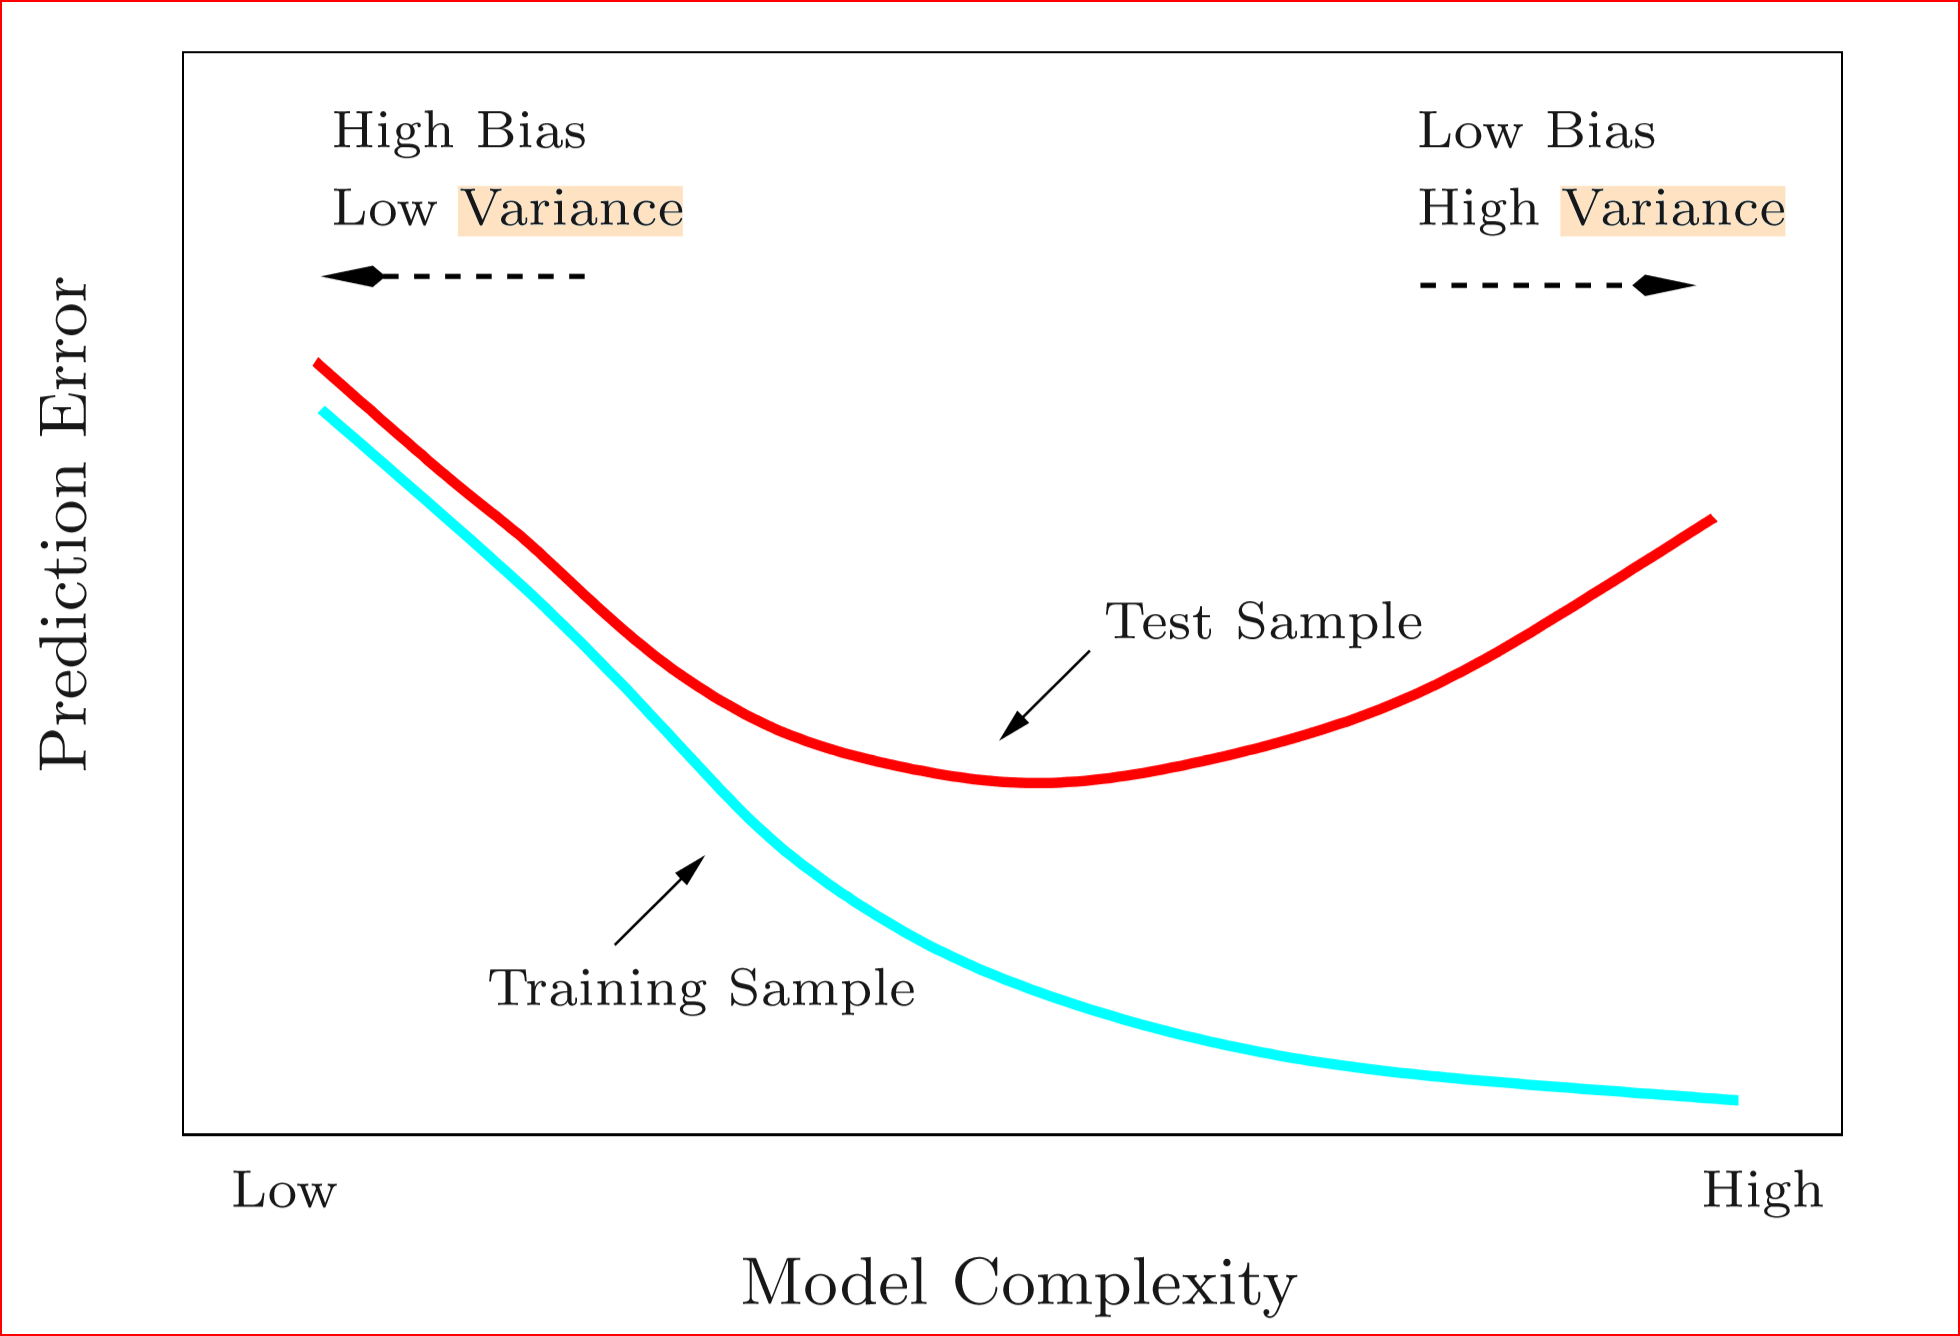 High Bias
Low Variance
Low Bias
High Variance
Prediction Error
Test Sample
Training Sample
Low
High
Model Complexity